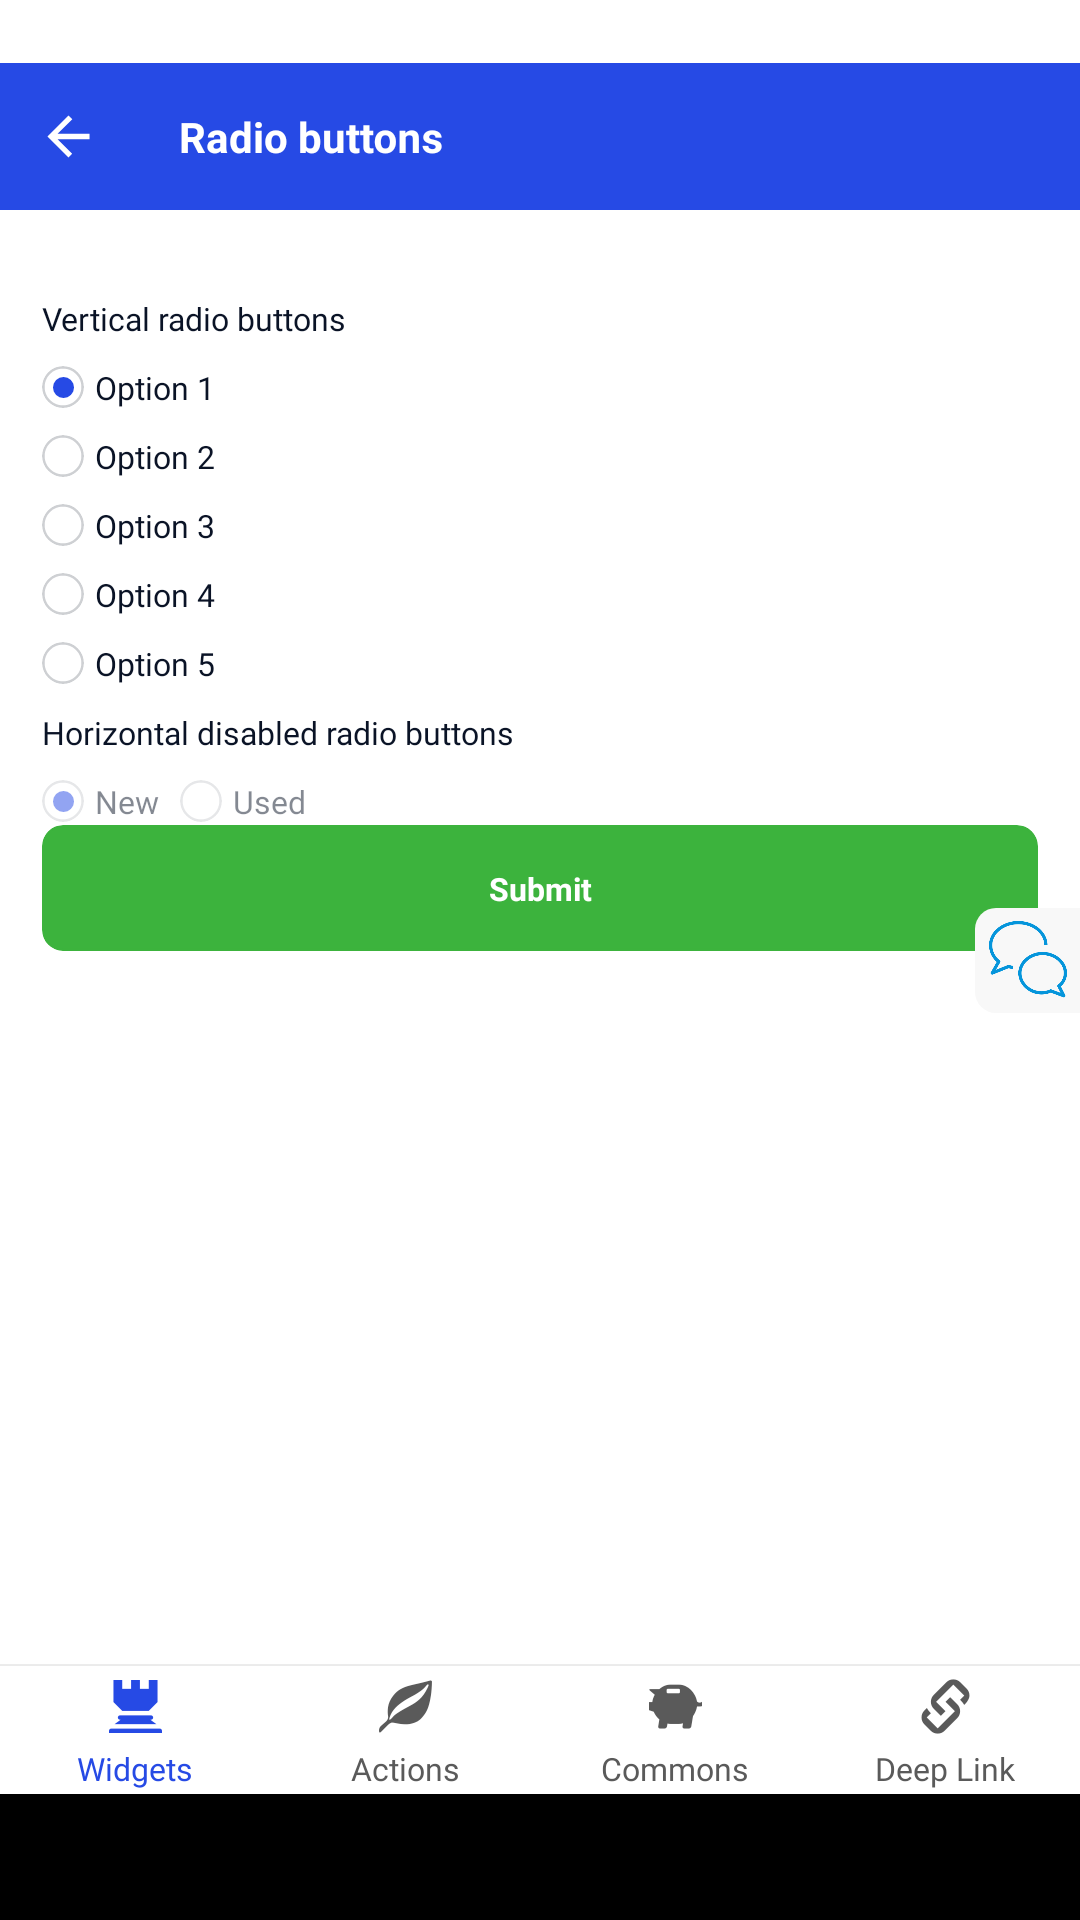 Radio buttons
Vertical radio buttons
Option 1
Option 2
Option 3
Option 4
Option 5
Horizontal disabled radio buttons
New Used
Submit
Widgets Actions Commons Deep Link